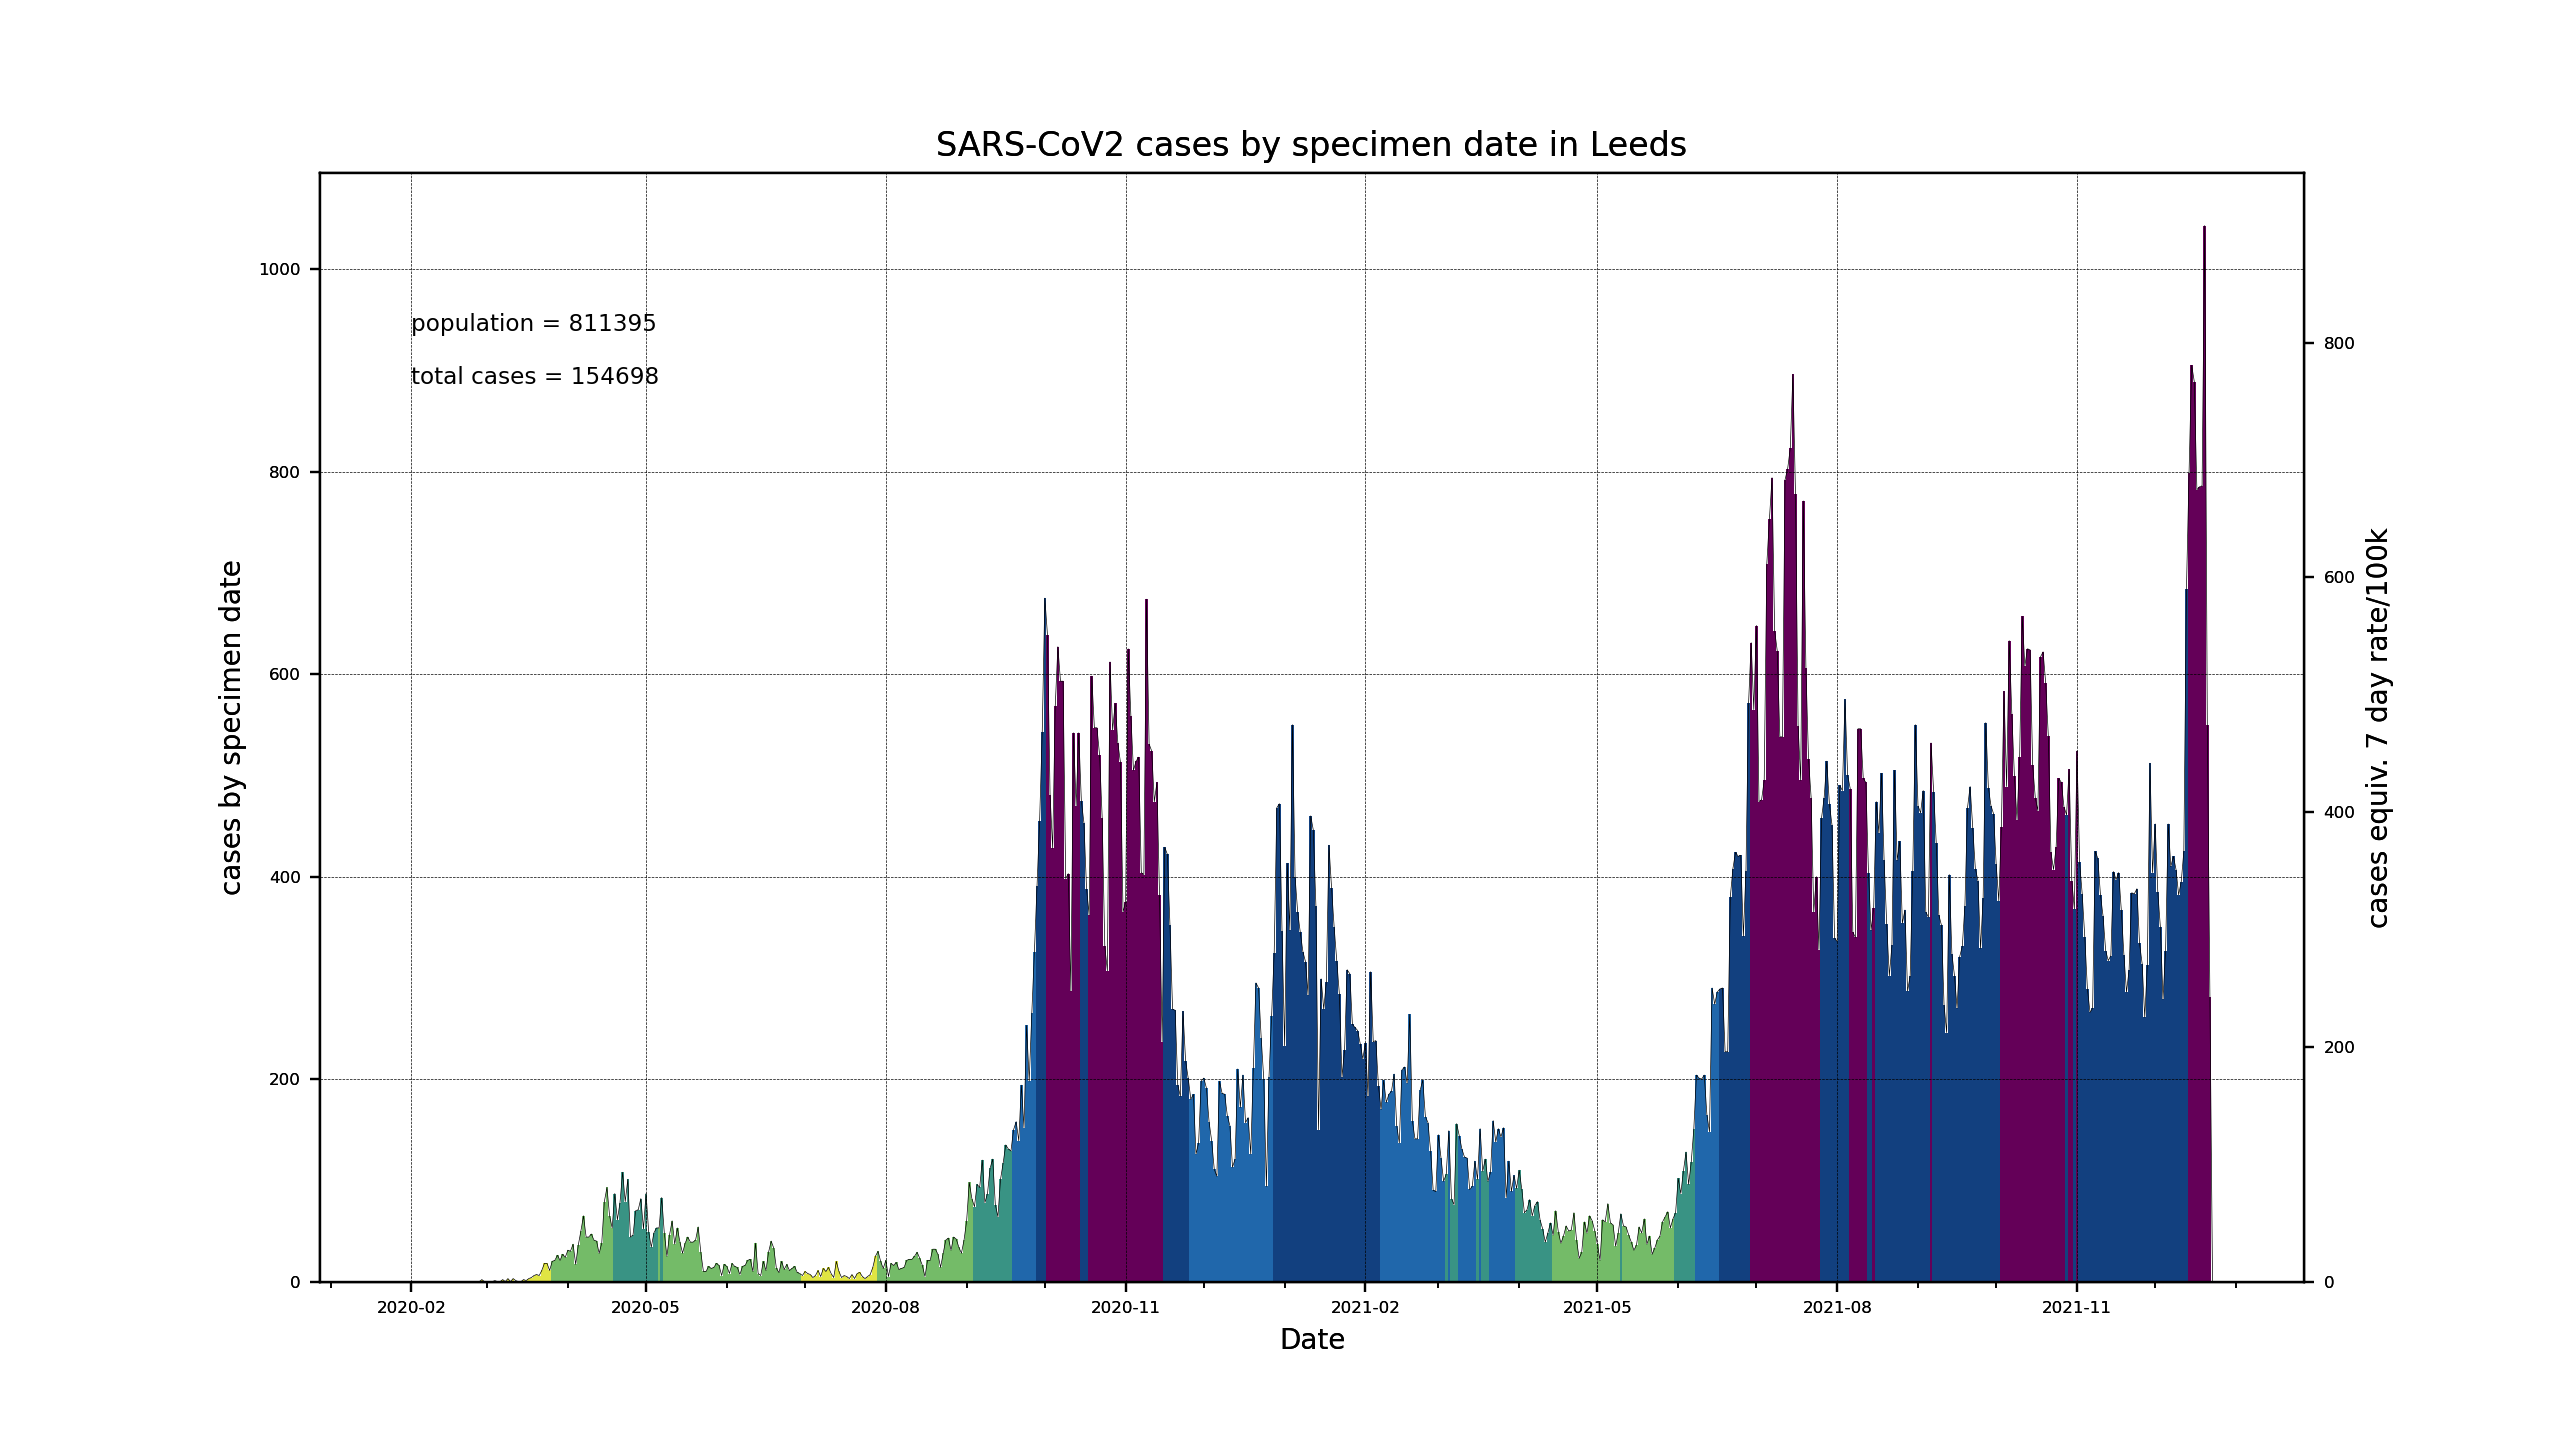 SARS-CoV2 cases by specimen date in Leeds
population = 811395
total cases = 154698
cases by specimen date
1000
800
600
400
200
0
cases equiv. 7 day rate/100k
800
600
400
200
0
2020-02 2020-05 2020-08 2020-11 2021-02 2021-05 2021-08 2021-11
Date